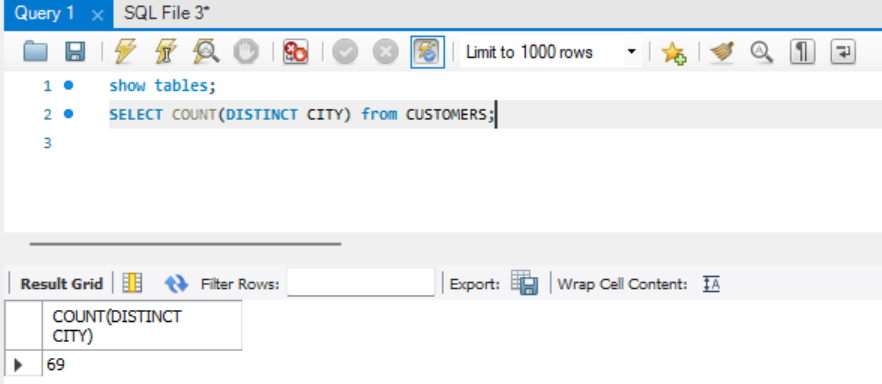 Query 1 × SQL File 3*
Limit to 1000 rows
1 show tables;
2 SELECT COUNT(DISTINCT CITY) from CUSTOMERS;
3
Result Grid Filter Rows: Export: Wrap Cell Content: IA
COUNT(DISTINCT
CITY)
69